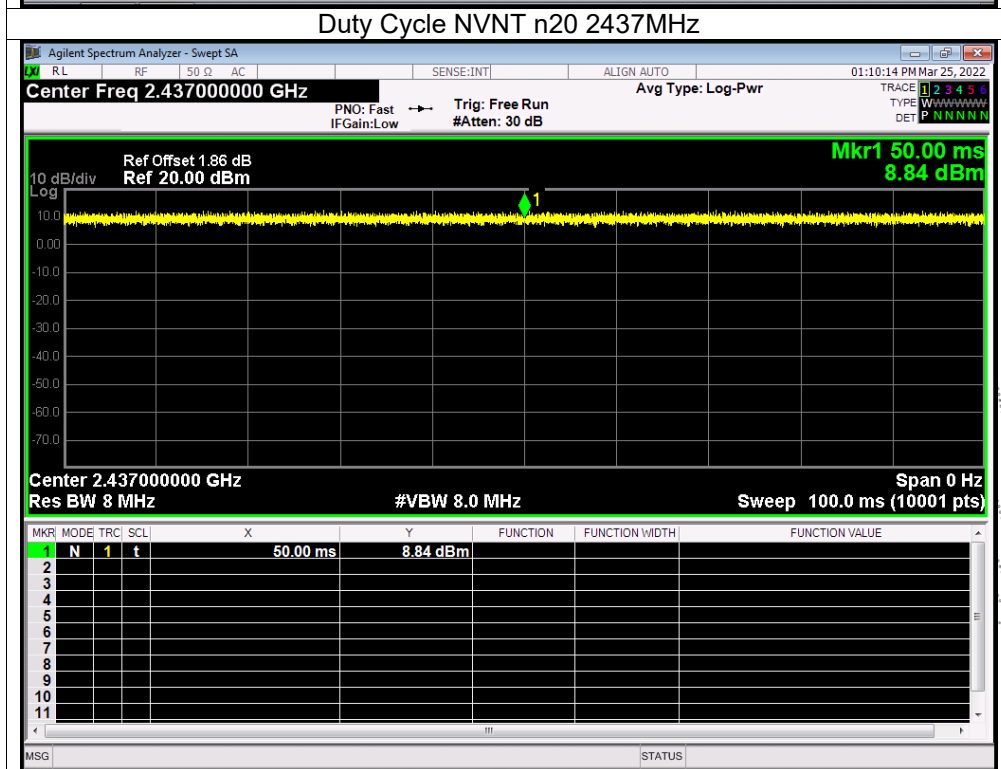 Duty Cycle NVNT n20 2437MHz
Agilent Spectrum Analyzer - Swept SA
LXI RL RF 50 Ω AC SENSE:INT ALIGN AUTO 01:10:14 PM Mar 25, 2022
Center Freq 2.437000000 GHz Avg Type: Log-Pwr TRACE 1 2 3 4 5 6
PNO: Fast Trig: Free Run TYPE WWWWWW
IFGain:Low #Atten: 30 dB DET P N N N N N
Mkr1 50.00 ms
8.84 dBm
Ref Offset 1.86 dB
10 dB/div Ref 20.00 dBm
Log
1
10.0
0.00
-10.0
-20.0
-30.0
-40.0
-50.0
-60.0
-70.0
Center 2.437000000 GHz Span 0 Hz
Res BW 8 MHz #VBW 8.0 MHz Sweep 100.0 ms (10001 pts)
MKR MODE TRC SCL X Y FUNCTION FUNCTION WIDTH FUNCTION VALUE
1 N 1 t 50.00 ms 8.84 dBm
2
3
4
5
6
7
8
9
10
11
MSG STATUS